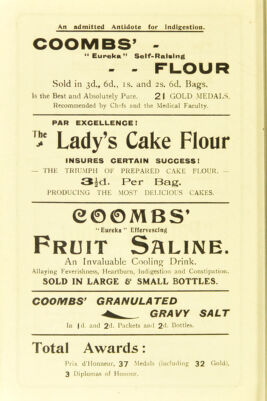 An admitted Antidote for Indigestion.
COOMBS' -
"Eureka" Self-Raising
- - FLOUR
Sold in 3d., 6d., 1s. and 2s. 6d. Bags.
Is the Best and Absolutely Pure. 21 GOLD MEDALS.
Recommended by Chefs and the Medical Faculty.
PAR EXCELLENCE!
The Lady's Cake Flour
INSURES CERTAIN SUCCESS!
— THE TRIUMPH OF PREPARED CAKE FLOUR. —
3½d. Per Bag.
PRODUCING THE MOST DELICIOUS CAKES.
COOMBS'
"Eureka" Effervescing
FRUIT SALINE.
An Invaluable Cooling Drink.
Allaying Feverishness, Heartburn, Indigestion and Constipation.
SOLD IN LARGE & SMALL BOTTLES.
COOMBS' GRANULATED
GRAVY SALT
In ½d. and 2d. Packets and 2d. Bottles.
Total Awards:
Prix d'Honneur, 37 Medals (including 32 Gold),
3 Diplomas of Honour.